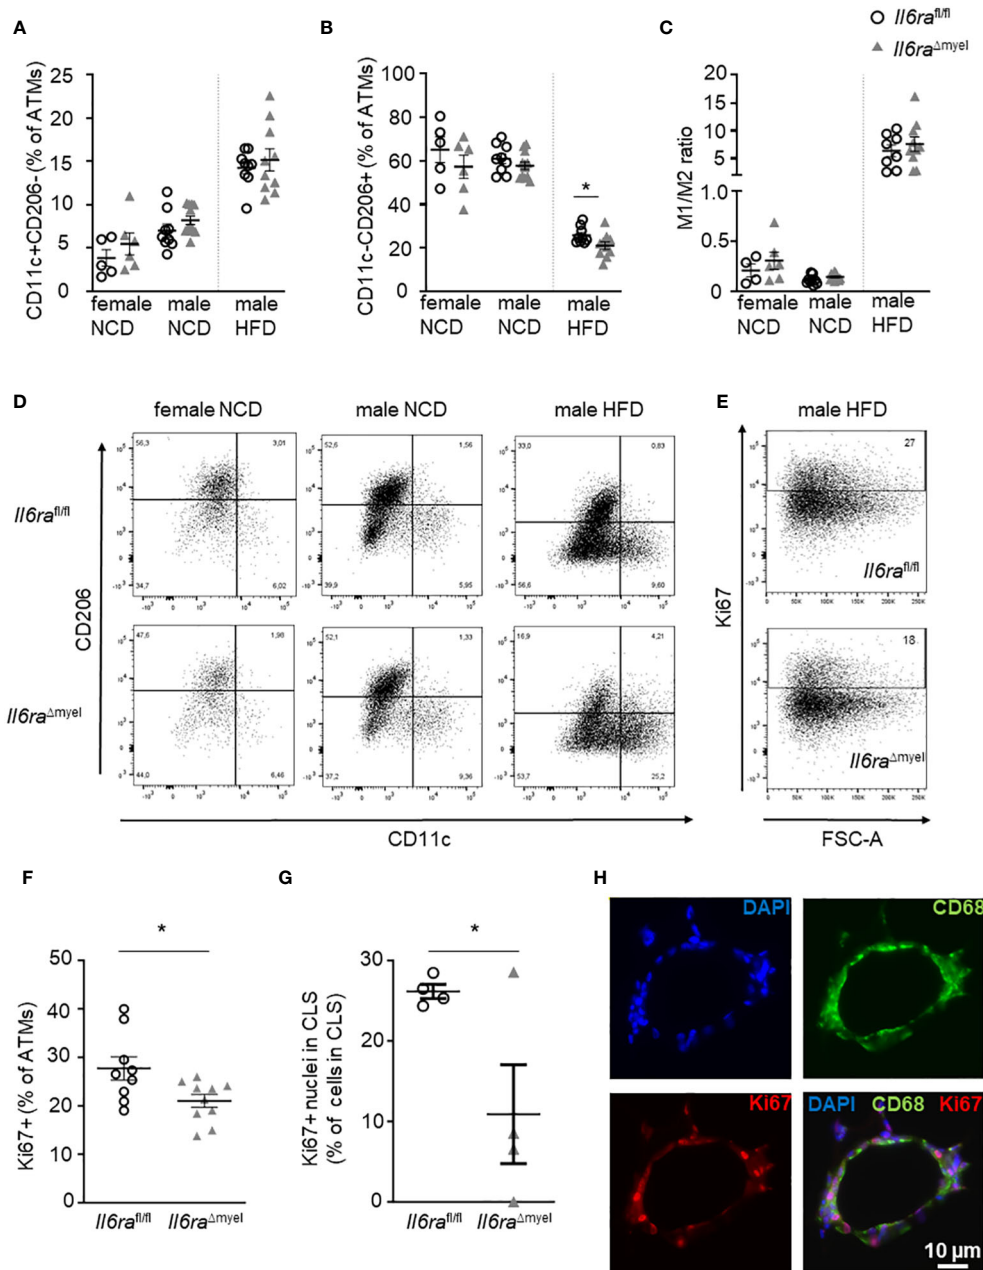 A
B
C
Il6ra^fl/fl
Il6ra^Δmyel
CD11c+CD206- (% of ATMs)
25
20
15
10
5
0
female NCD
male NCD
male HFD
CD11c-CD206+ (% of ATMs)
100
80
60
40
20
0
*
female NCD
male NCD
male HFD
M1/M2 ratio
20
15
10
5
1.0
0.5
0
female NCD
male NCD
male HFD
D
female NCD
male NCD
male HFD
E
male HFD
Il6ra^fl/fl
56,3
3,01
34,7
6,02
52,6
1,56
39,9
5,95
33,0
0,83
56,6
9,60
27
Il6ra^fl/fl
CD206
Ki67
Il6ra^Δmyel
47,6
1,98
44,0
6,46
52,1
1,33
37,2
9,36
16,9
4,21
53,7
25,2
18
Il6ra^Δmyel
CD11c
FSC-A
F
Ki67+ (% of ATMs)
50
40
30
20
10
0
*
Il6ra^fl/fl
Il6ra^Δmyel
G
Ki67+ nuclei in CLS
(% of cells in CLS)
30
20
10
0
*
Il6ra^fl/fl
Il6ra^Δmyel
H
DAPI
CD68
Ki67
DAPI CD68 Ki67
10 µm